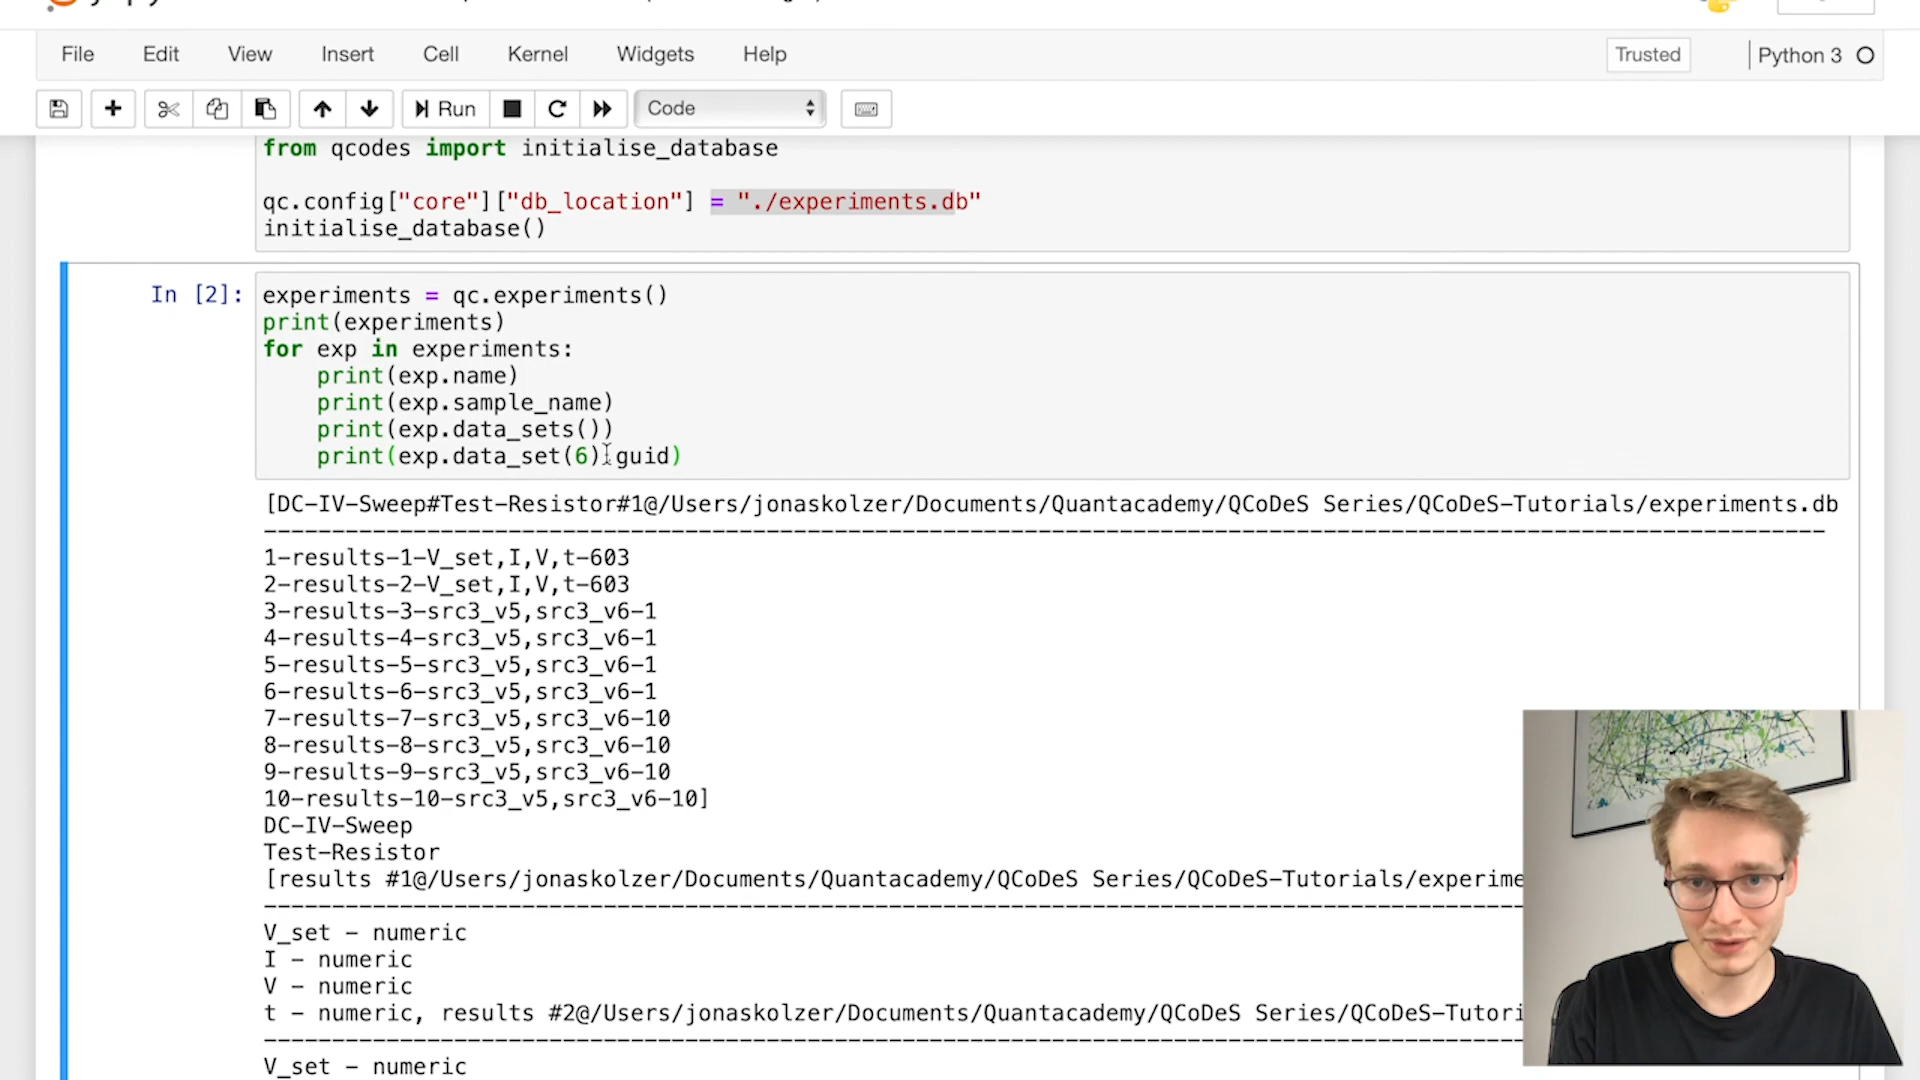 File Edit View Insert Cell Kernel Widgets Help Trusted Python 3
Run Code
from qcodes import initialise_database
qc.config["core"]["db_location"] = "./experiments.db"
initialise_database()
In [2]: experiments = qc.experiments()
print(experiments)
for exp in experiments:
print(exp.name)
print(exp.sample_name)
print(exp.data_sets())
print(exp.data_set(6).guid)
[DC-IV-Sweep#Test-Resistor#1@/Users/jonaskolzer/Documents/Quantacademy/QCoDeS Series/QCoDeS-Tutorials/experiments.db
--------------------------------------------------------------------------------------------------------------------
1-results-1-V_set,I,V,t-603
2-results-2-V_set,I,V,t-603
3-results-3-src3_v5,src3_v6-1
4-results-4-src3_v5,src3_v6-1
5-results-5-src3_v5,src3_v6-1
6-results-6-src3_v5,src3_v6-1
7-results-7-src3_v5,src3_v6-10
8-results-8-src3_v5,src3_v6-10
9-results-9-src3_v5,src3_v6-10
10-results-10-src3_v5,src3_v6-10]
DC-IV-Sweep
Test-Resistor
[results #1@/Users/jonaskolzer/Documents/Quantacademy/QCoDeS Series/QCoDeS-Tutorials/experime
---------------------------------------------------------------------------------------------
V_set - numeric
I - numeric
V - numeric
t - numeric, results #2@/Users/jonaskolzer/Documents/Quantacademy/QCoDeS Series/QCoDeS-Tutori
---------------------------------------------------------------------------------------------
V_set - numeric